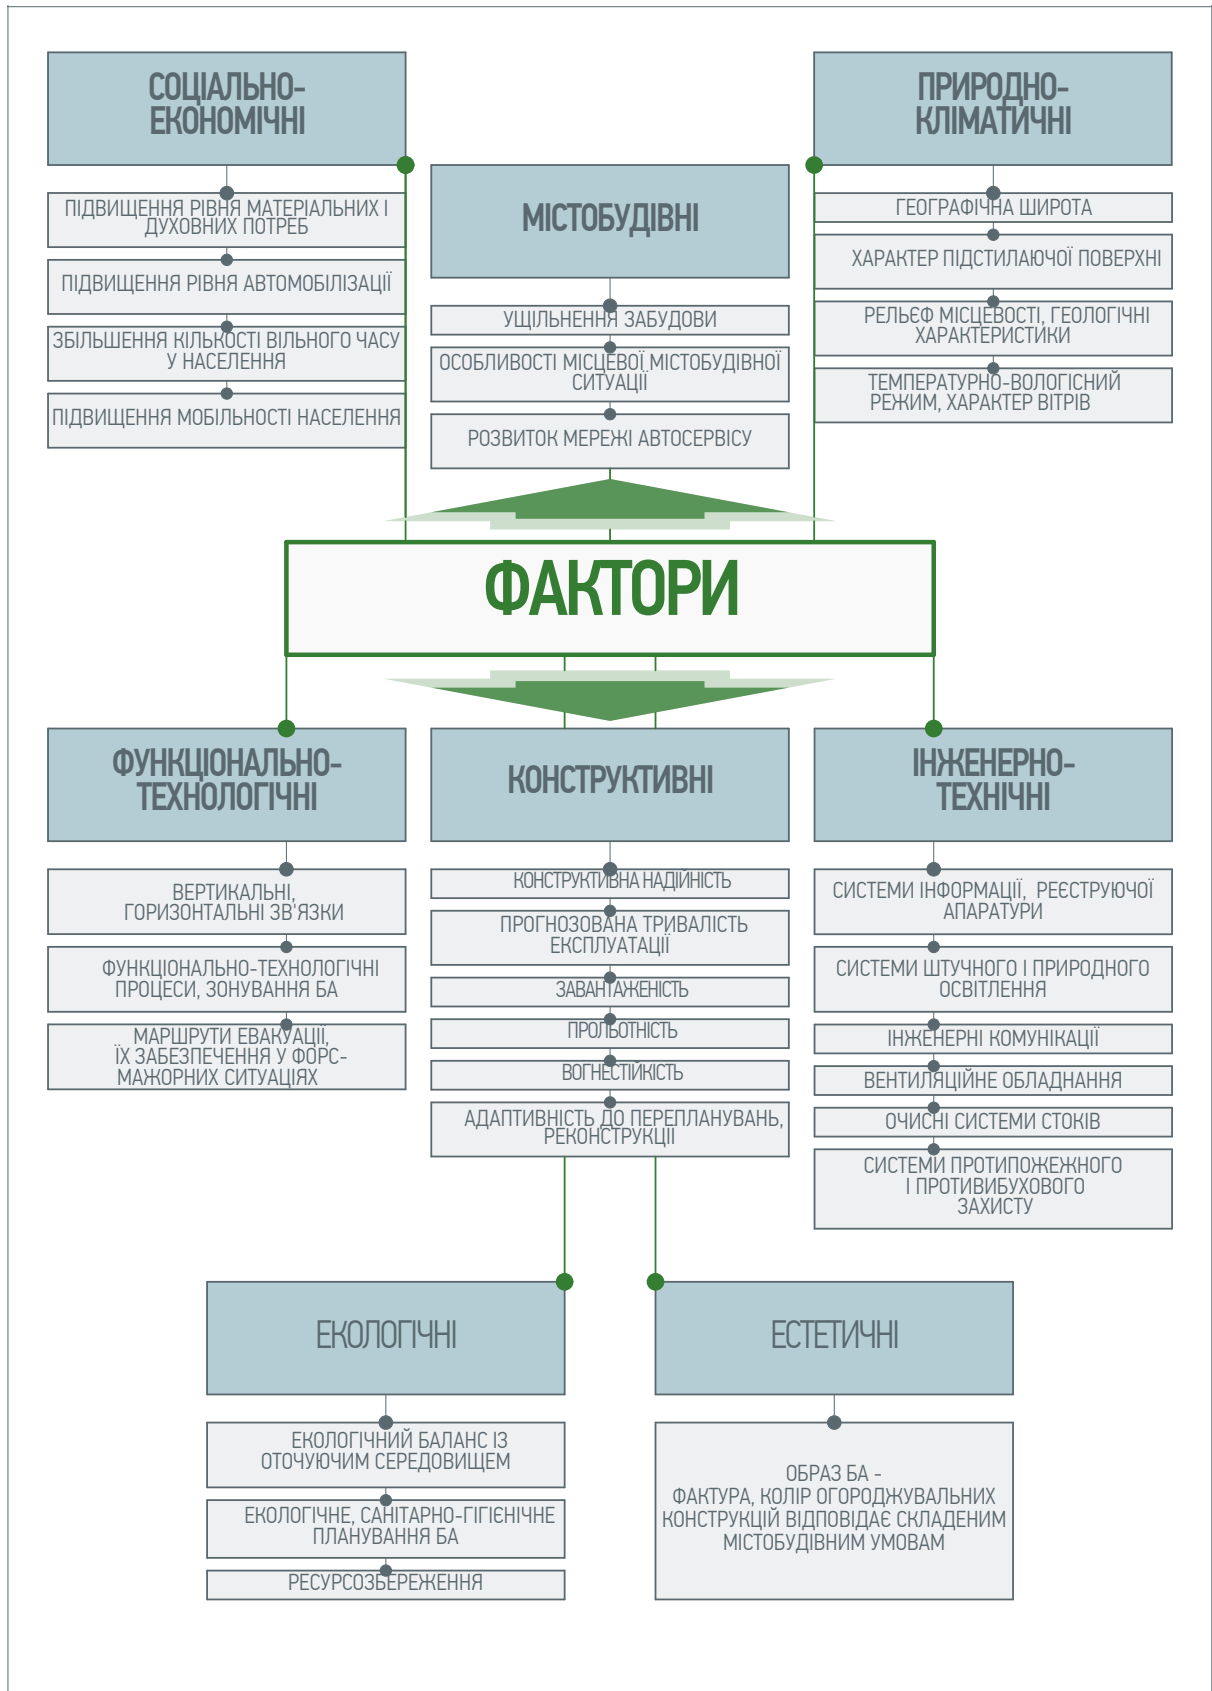 СОЦІАЛЬНО-
ЕКОНОМІЧНІ
ПІДВИЩЕННЯ РІВНЯ МАТЕРІАЛЬНИХ І
ДУХОВНИХ ПОТРЕБ
ПІДВИЩЕННЯ РІВНЯ АВТОМОБІЛІЗАЦІЇ
ЗБІЛЬШЕННЯ КІЛЬКОСТІ ВІЛЬНОГО ЧАСУ
У НАСЕЛЕННЯ
ПІДВИЩЕННЯ МОБІЛЬНОСТІ НАСЕЛЕННЯ
МІСТОБУДІВНІ
УЩІЛЬНЕННЯ ЗАБУДОВИ
ОСОБЛИВОСТІ МІСЦЕВОЇ МІСТОБУДІВНОЇ
СИТУАЦІЇ
РОЗВИТОК МЕРЕЖІ АВТОСЕРВІСУ
ПРИРОДНО-
КЛІМАТИЧНІ
ГЕОГРАФІЧНА ШИРОТА
ХАРАКТЕР ПІДСТИЛАЮЧОЇ ПОВЕРХНІ
РЕЛЬЄФ МІСЦЕВОСТІ, ГЕОЛОГІЧНІ
ХАРАКТЕРИСТИКИ
ТЕМПЕРАТУРНО-ВОЛОГІСНИЙ
РЕЖИМ, ХАРАКТЕР ВІТРІВ
ФАКТОРИ
ФУНКЦІОНАЛЬНО-
ТЕХНОЛОГІЧНІ
ВЕРТИКАЛЬНІ,
ГОРИЗОНТАЛЬНІ ЗВ'ЯЗКИ
ФУНКЦІОНАЛЬНО-ТЕХНОЛОГІЧНІ
ПРОЦЕСИ, ЗОНУВАННЯ БА
МАРШРУТИ ЕВАКУАЦІЇ,
ЇХ ЗАБЕЗПЕЧЕННЯ У ФОРС-
МАЖОРНИХ СИТУАЦІЯХ
КОНСТРУКТИВНІ
КОНСТРУКТИВНА НАДІЙНІСТЬ
ПРОГНОЗОВАНА ТРИВАЛІСТЬ
ЕКСПЛУАТАЦІЇ
ЗАВАНТАЖЕНІСТЬ
ПРОЛЬОТНІСТЬ
ВОГНЕСТІЙКІСТЬ
АДАПТИВНІСТЬ ДО ПЕРЕПЛАНУВАНЬ,
РЕКОНСТРУКЦІЇ
ІНЖЕНЕРНО-
ТЕХНІЧНІ
СИСТЕМИ ІНФОРМАЦІЇ, РЕЄСТРУЮЧОЇ
АПАРАТУРИ
СИСТЕМИ ШТУЧНОГО І ПРИРОДНОГО
ОСВІТЛЕННЯ
ІНЖЕНЕРНІ КОМУНІКАЦІЇ
ВЕНТИЛЯЦІЙНЕ ОБЛАДНАННЯ
ОЧИСНІ СИСТЕМИ СТОКІВ
СИСТЕМИ ПРОТИПОЖЕЖНОГО
І ПРОТИВИБУХОВОГО
ЗАХИСТУ
ЕКОЛОГІЧНІ
ЕКОЛОГІЧНИЙ БАЛАНС ІЗ
ОТОЧУЮЧИМ СЕРЕДОВИЩЕМ
ЕКОЛОГІЧНЕ, САНІТАРНО-ГІГІЄНІЧНЕ
ПЛАНУВАННЯ БА
РЕСУРСОЗБЕРЕЖЕННЯ
ЕСТЕТИЧНІ
ОБРАЗ БА -
ФАКТУРА, КОЛІР ОГОРОДЖУВАЛЬНИХ
КОНСТРУКЦІЙ ВІДПОВІДАЄ СКЛАДЕНИМ
МІСТОБУДІВНИМ УМОВАМ